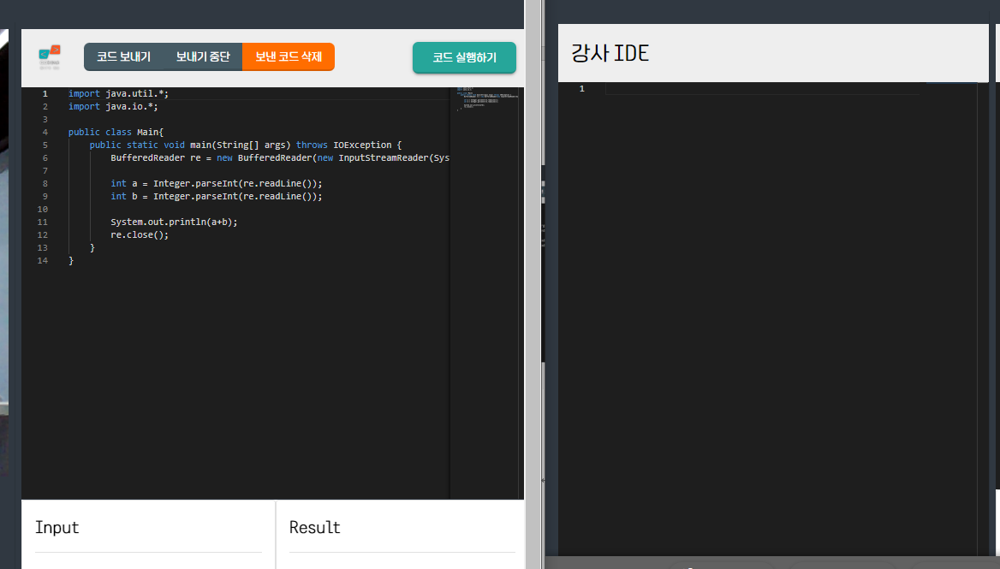 코드 보내기 보내기 중단 보낸 코드 삭제 코드 실행하기
1 import java.util.*;
2 import java.io.*;
3
4 public class Main{
5 public static void main(String[] args) throws IOException {
6 BufferedReader re = new BufferedReader(new InputStreamReader(Sys
7
8 int a = Integer.parseInt(re.readLine());
9 int b = Integer.parseInt(re.readLine());
10
11 System.out.println(a+b);
12 re.close();
13 }
14 }
Input
Result
강사 IDE
1